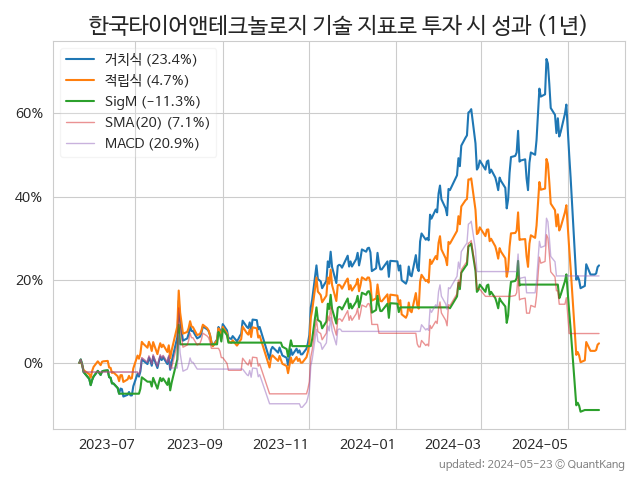 한국타이어앤테크놀로지 기술 지표로 투자 시 성과 (1년)
거치식 (23.4%)
적립식 (4.7%)
SigM (-11.3%)
SMA(20) (7.1%)
MACD (20.9%)
60%
40%
20%
0%
2023-07 2023-09 2023-11 2024-01 2024-03 2024-05
updated: 2024-05-23 © QuantKang